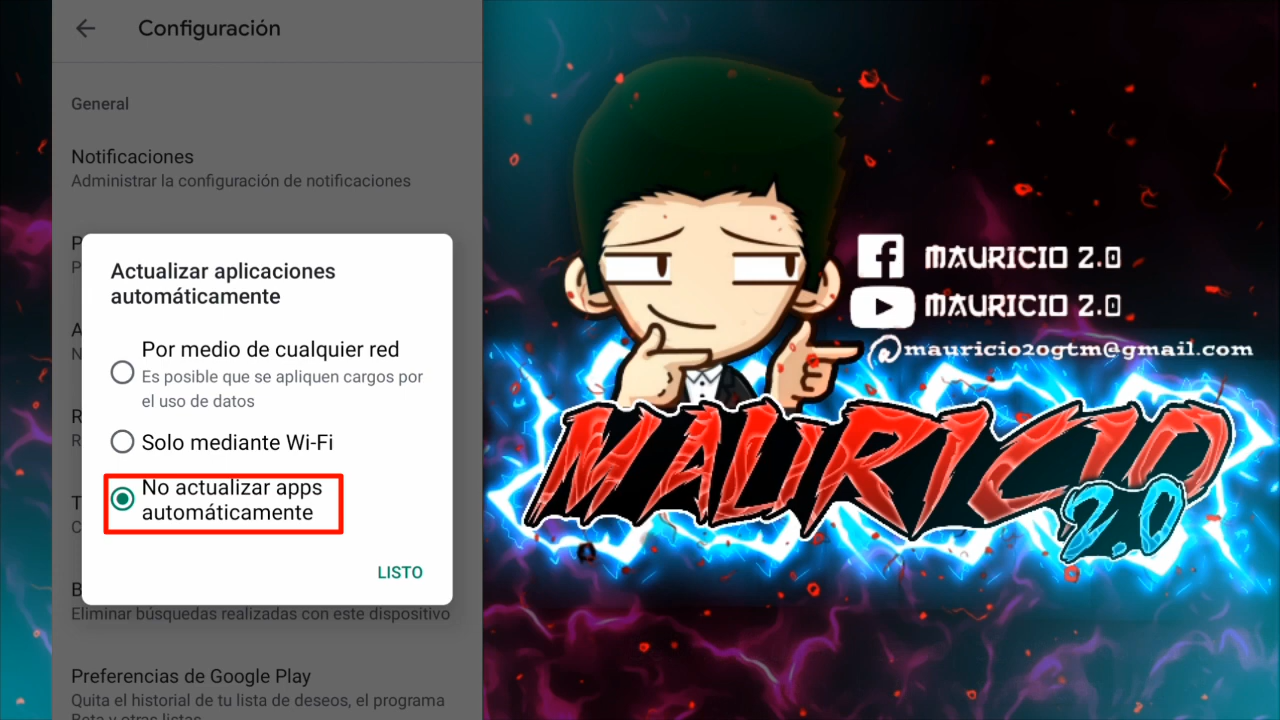 Configuración
General
Notificaciones
Administrar la configuración de notificaciones
P
P
Actualizar aplicaciones
automáticamente
A
N
Por medio de cualquier red
Es posible que se apliquen cargos por
el uso de datos
R
R
Solo mediante Wi-Fi
No actualizar apps
automáticamente
T
C
LISTO
B
Eliminar búsquedas realizadas con este dispositivo
Preferencias de Google Play
Quita el historial de tu lista de deseos, el programa
Beta y otras listas
MAURICIO 2.0
MAURICIO 2.0
@mauricio20gtm@gmail.com
MAURICIO
2.0